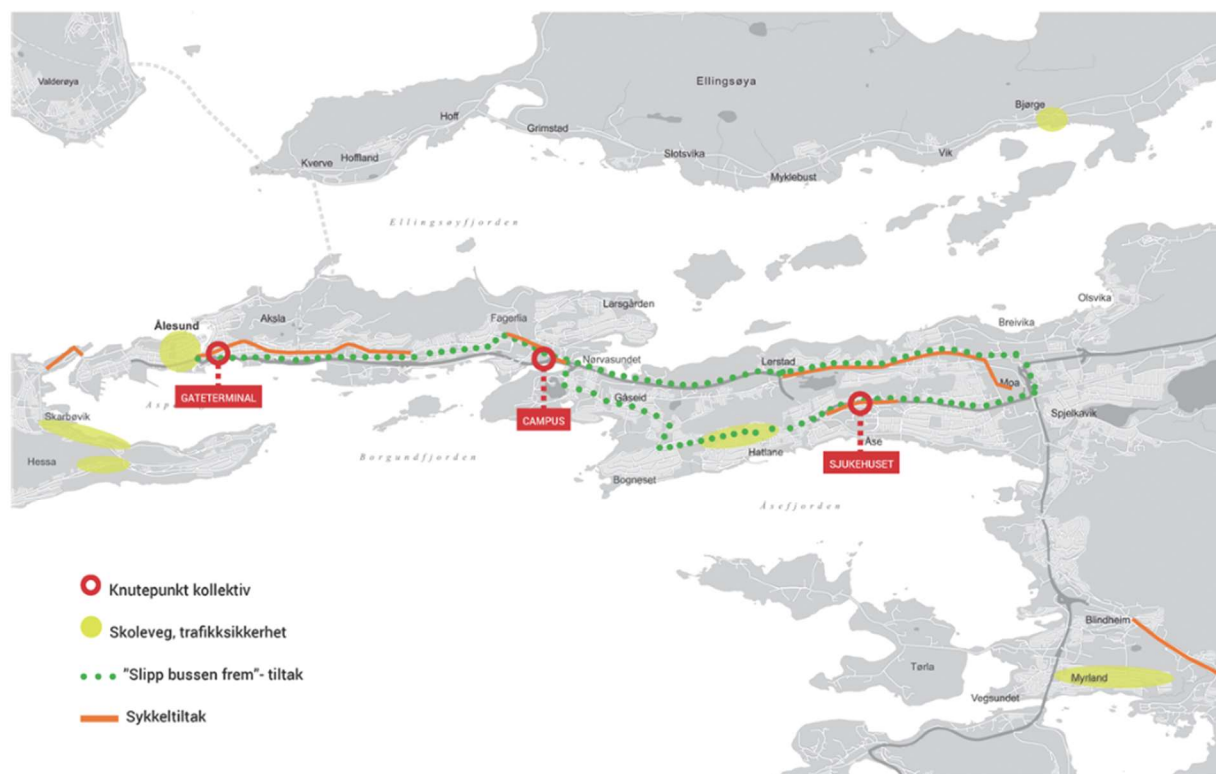 Valderøya
Ellingsøya
Bjørge
Hoff
Grimstad
Hoffland
Kverve
Slotsvika
Vik
Myklebust
Ellingsøyfjorden
Olsvika
Larsgården
Ålesund
Aksla
Fagerlia
Breivika
Nørvasundet
Lerstad
Moa
GATETERMINAL
Gåseid
Skarbøvik
CAMPUS
Spjelkavik
Åse
Hatlane
Hessa
Borgundfjorden
SJUKEHUSET
Bogneset
Åsefjorden
Knutepunkt kollektiv
Skoleveg, trafikksikkerhet
"Slipp bussen frem"- tiltak
Sykkeltiltak
Blindheim
Tørla
Myrland
Vegsundet